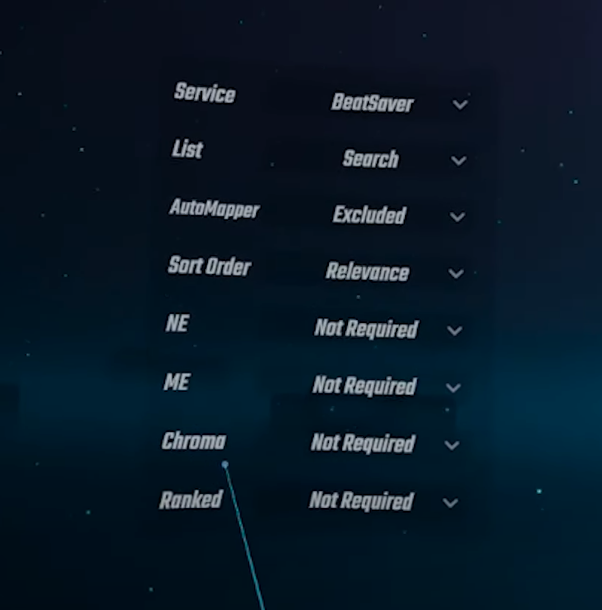 Service BeatSaver
List Search
AutoMapper Excluded
Sort Order Relevance
NE Not Required
ME Not Required
Chroma Not Required
Ranked Not Required